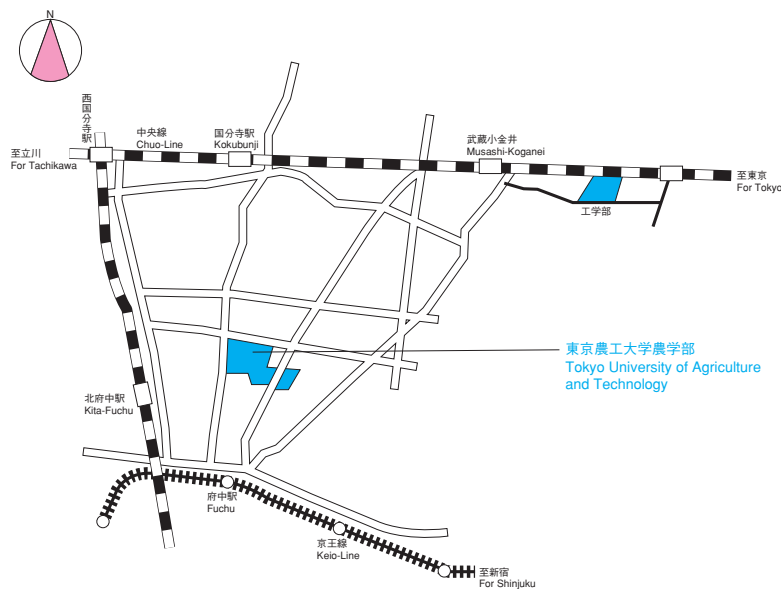 N
西国分寺駅
中央線
Chuo-Line
国分寺駅
Kokubunji
武蔵小金井
Musashi-Koganei
至立川
For Tachikawa
至東京
For Tokyo
工学部
東京農工大学農学部
Tokyo University of Agriculture
and Technology
北府中駅
Kita-Fuchu
府中駅
Fuchu
京王線
Keio-Line
至新宿
For Shinjuku